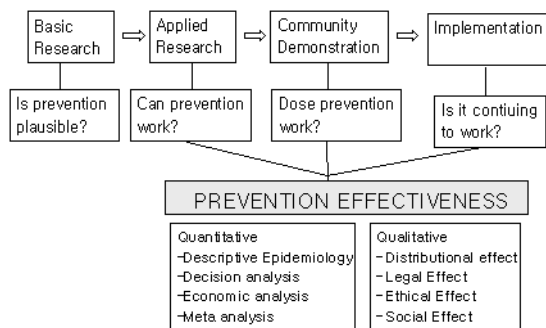 Basic
Research
Applied
Research
Community
Demonstration
Implementation
Is prevention
plausible?
Can prevention
work?
Dose prevention
work?
Is it contiuing
to work?
PREVENTION EFFECTIVENESS
Quantitative
-Descriptive Epidemiology
-Decision analysis
-Economic analysis
-Meta analysis
Qualitative
-Distributional effect
-Legal Effect
-Ethical Effect
-Social Effect